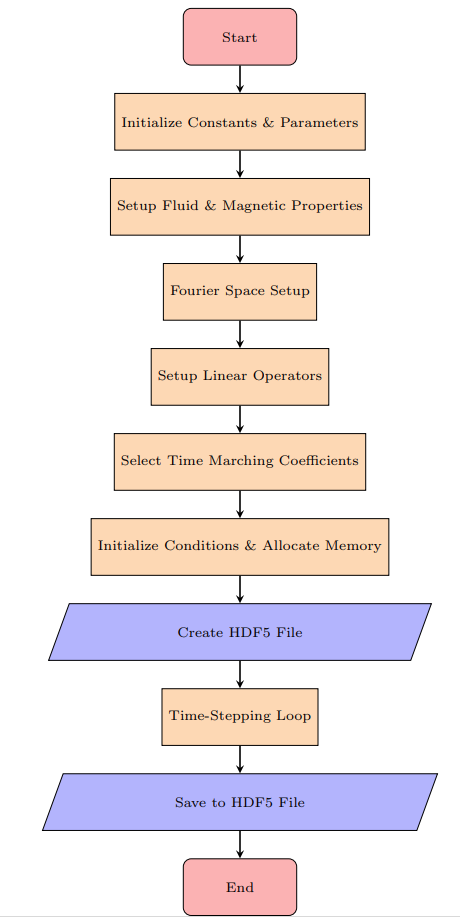 Start
Initialize Constants & Parameters
Setup Fluid & Magnetic Properties
Fourier Space Setup
Setup Linear Operators
Select Time Marching Coefficients
Initialize Conditions & Allocate Memory
Create HDF5 File
Time-Stepping Loop
Save to HDF5 File
End